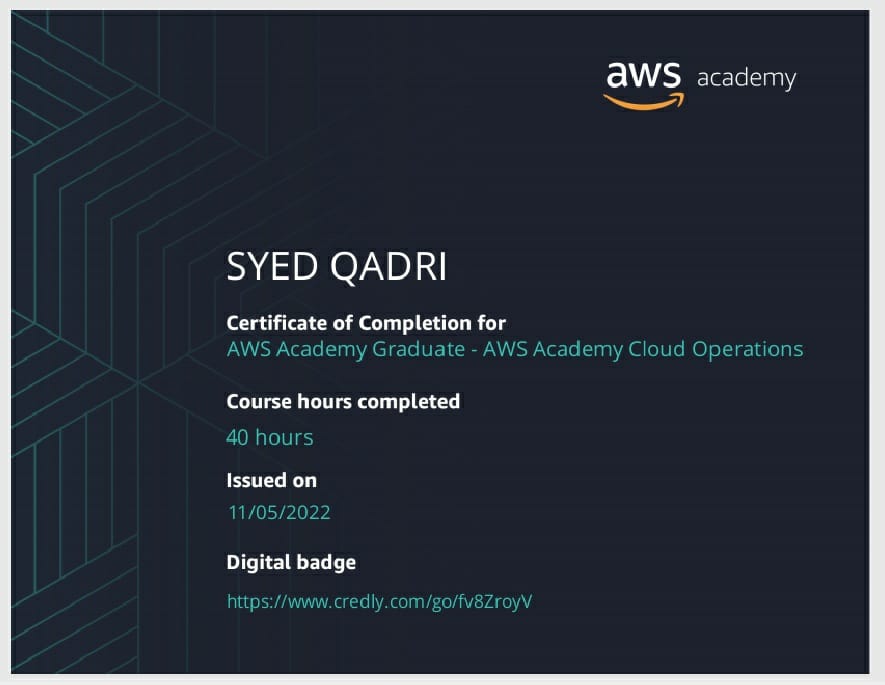 aws academy
SYED QADRI
Certificate of Completion for
AWS Academy Graduate - AWS Academy Cloud Operations
Course hours completed
40 hours
Issued on
11/05/2022
Digital badge
https://www.credly.com/go/fv8ZroyV